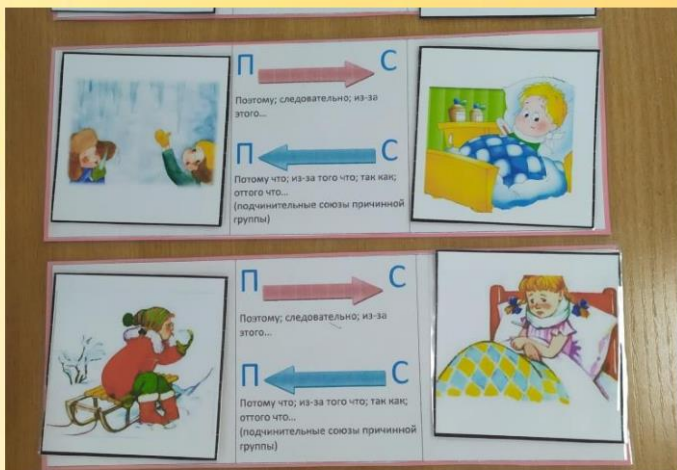 П С
Поэтому; следовательно; из-за
этого...
П С
Потому что; из-за того что; так как;
оттого что...
(подчинительные союзы причинной
группы)
П С
Поэтому; следовательно; из-за
этого...
П С
Потому что; из-за того что; так как;
оттого что...
(подчинительные союзы причинной
группы)